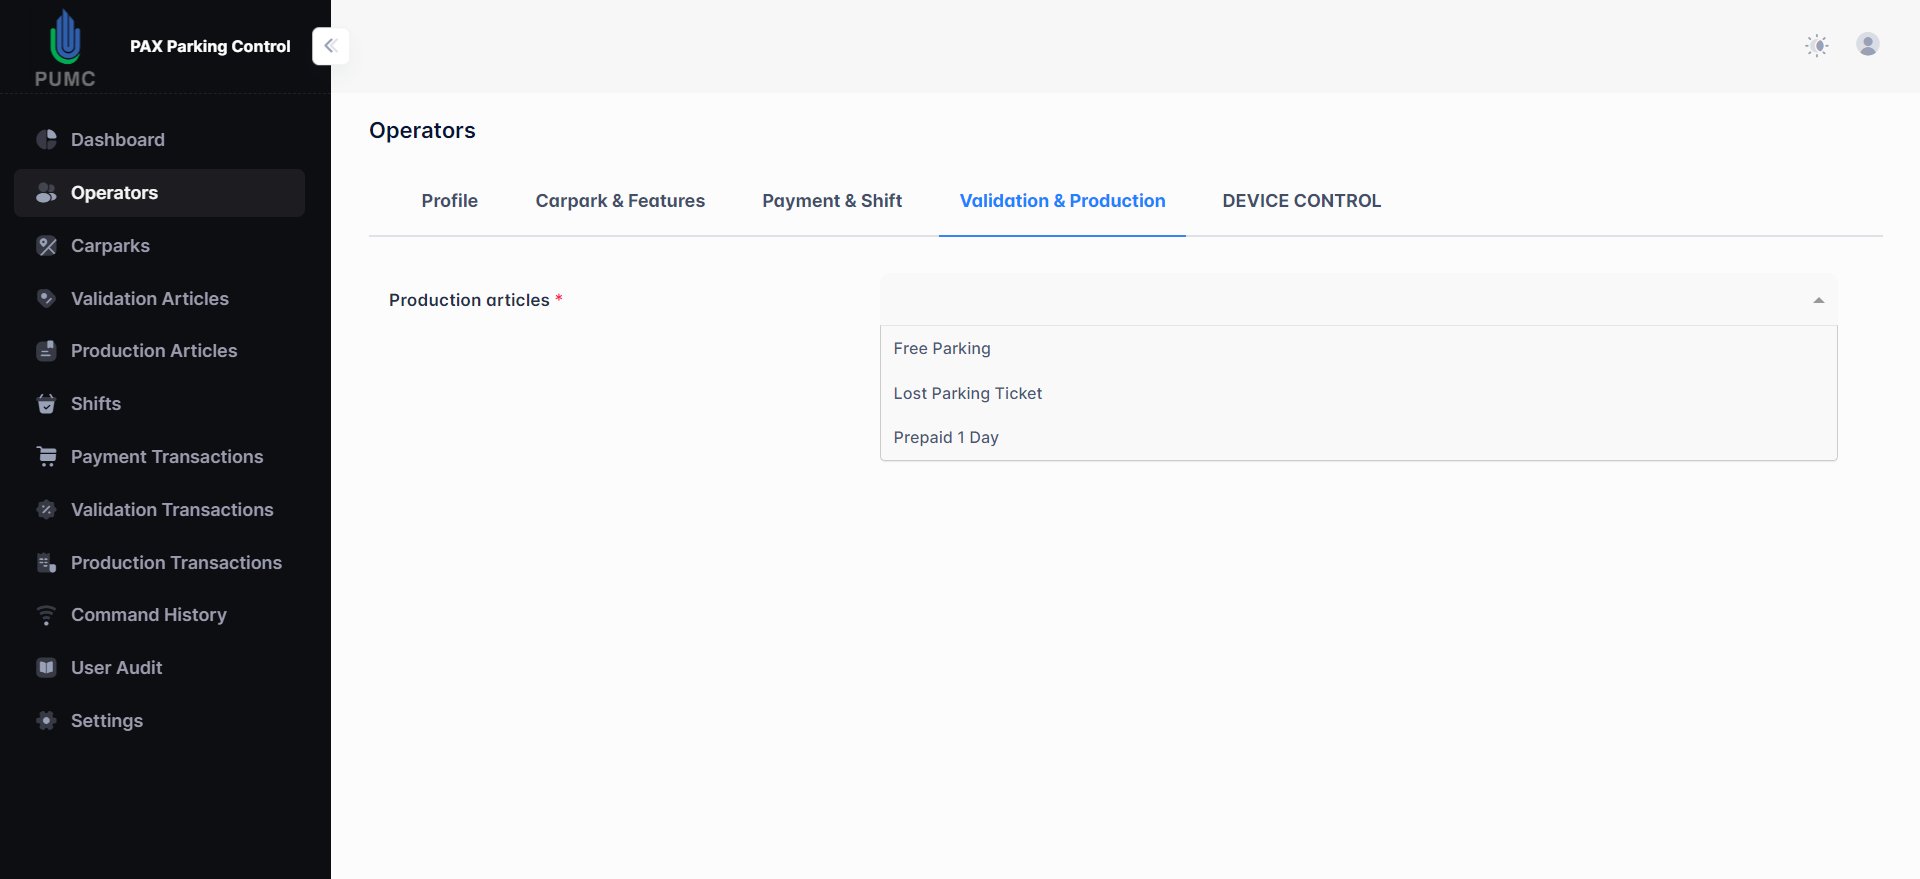 PUMC
PAX Parking Control
Dashboard
Operators
Carparks
Validation Articles
Production Articles
Shifts
Payment Transactions
Validation Transactions
Production Transactions
Command History
User Audit
Settings
Operators
Profile
Carpark & Features
Payment & Shift
Validation & Production
DEVICE CONTROL
Production articles *
Free Parking
Lost Parking Ticket
Prepaid 1 Day